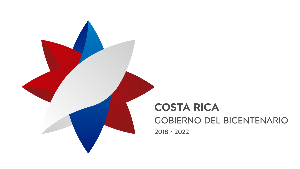 COSTA RICA
GOBIERNO DEL BICENTENARIO
2018 - 2022